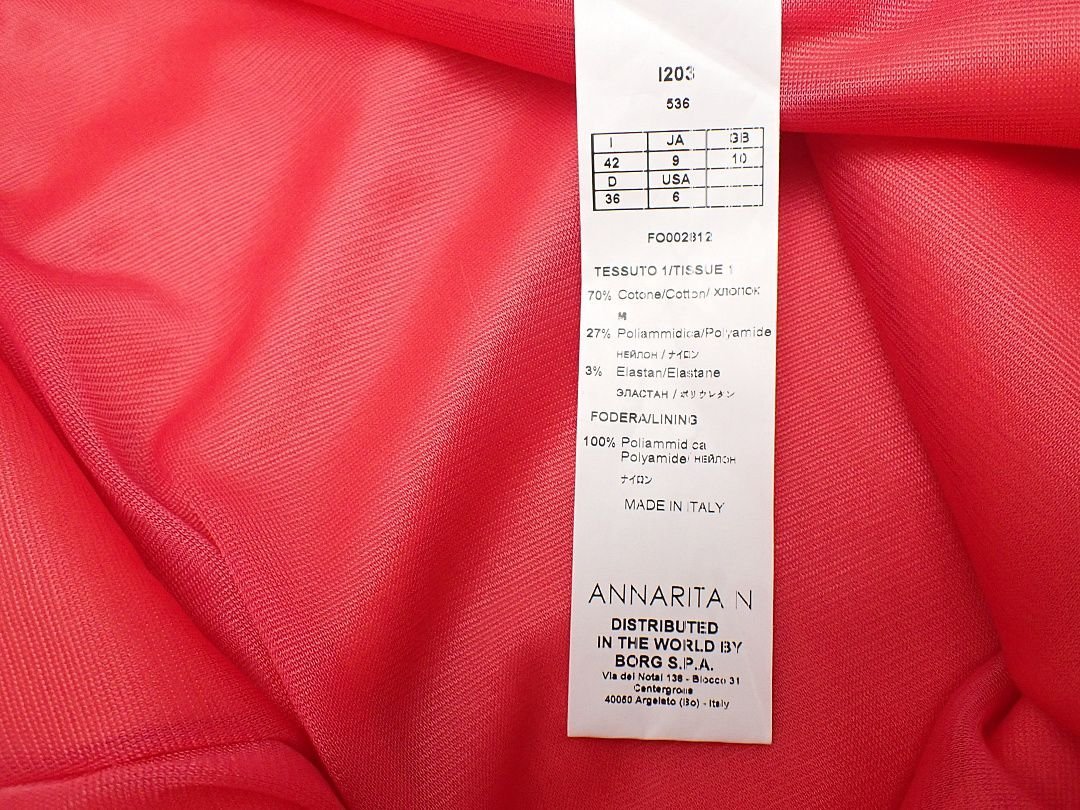 I203
536
I JA GB
42 9 10
D USA
36 6
FO002812
TESSUTO 1/TISSUE 1
70% Cotone/Cotton/ ХЛОПОК
М
27% Poliammidica/Polyamide
НЕЙЛОН / ナイロン
3% Elastan/Elastane
ЭЛАСТАН / ポリウレタン
FODERA/LINING
100% Poliammidica
Polyamide/ НЕЙЛОН
ナイロン
MADE IN ITALY
ANNARITA N
DISTRIBUTED
IN THE WORLD BY
BORG S.P.A.
Via dei Notai 136 - Blocco 31
Centergross
40050 Argelato (Bo) - Italy